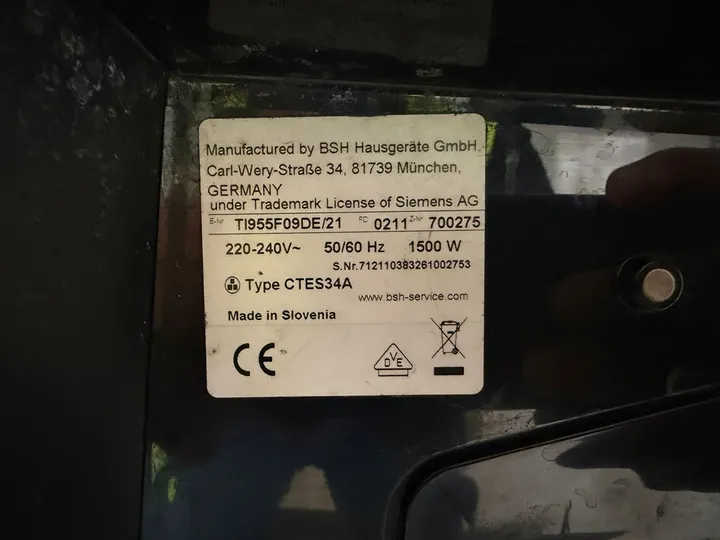 Manufactured by BSH Hausgeräte GmbH,
Carl-Wery-Straße 34, 81739 München,
GERMANY
under Trademark License of Siemens AG
E-Nr TI955F09DE/21 FD 0211 Z-Nr 700275
220-240V~ 50/60 Hz 1500 W
S.Nr.712110383261002753
Type CTES34A
www.bsh-service.com
Made in Slovenia
CE
DVE